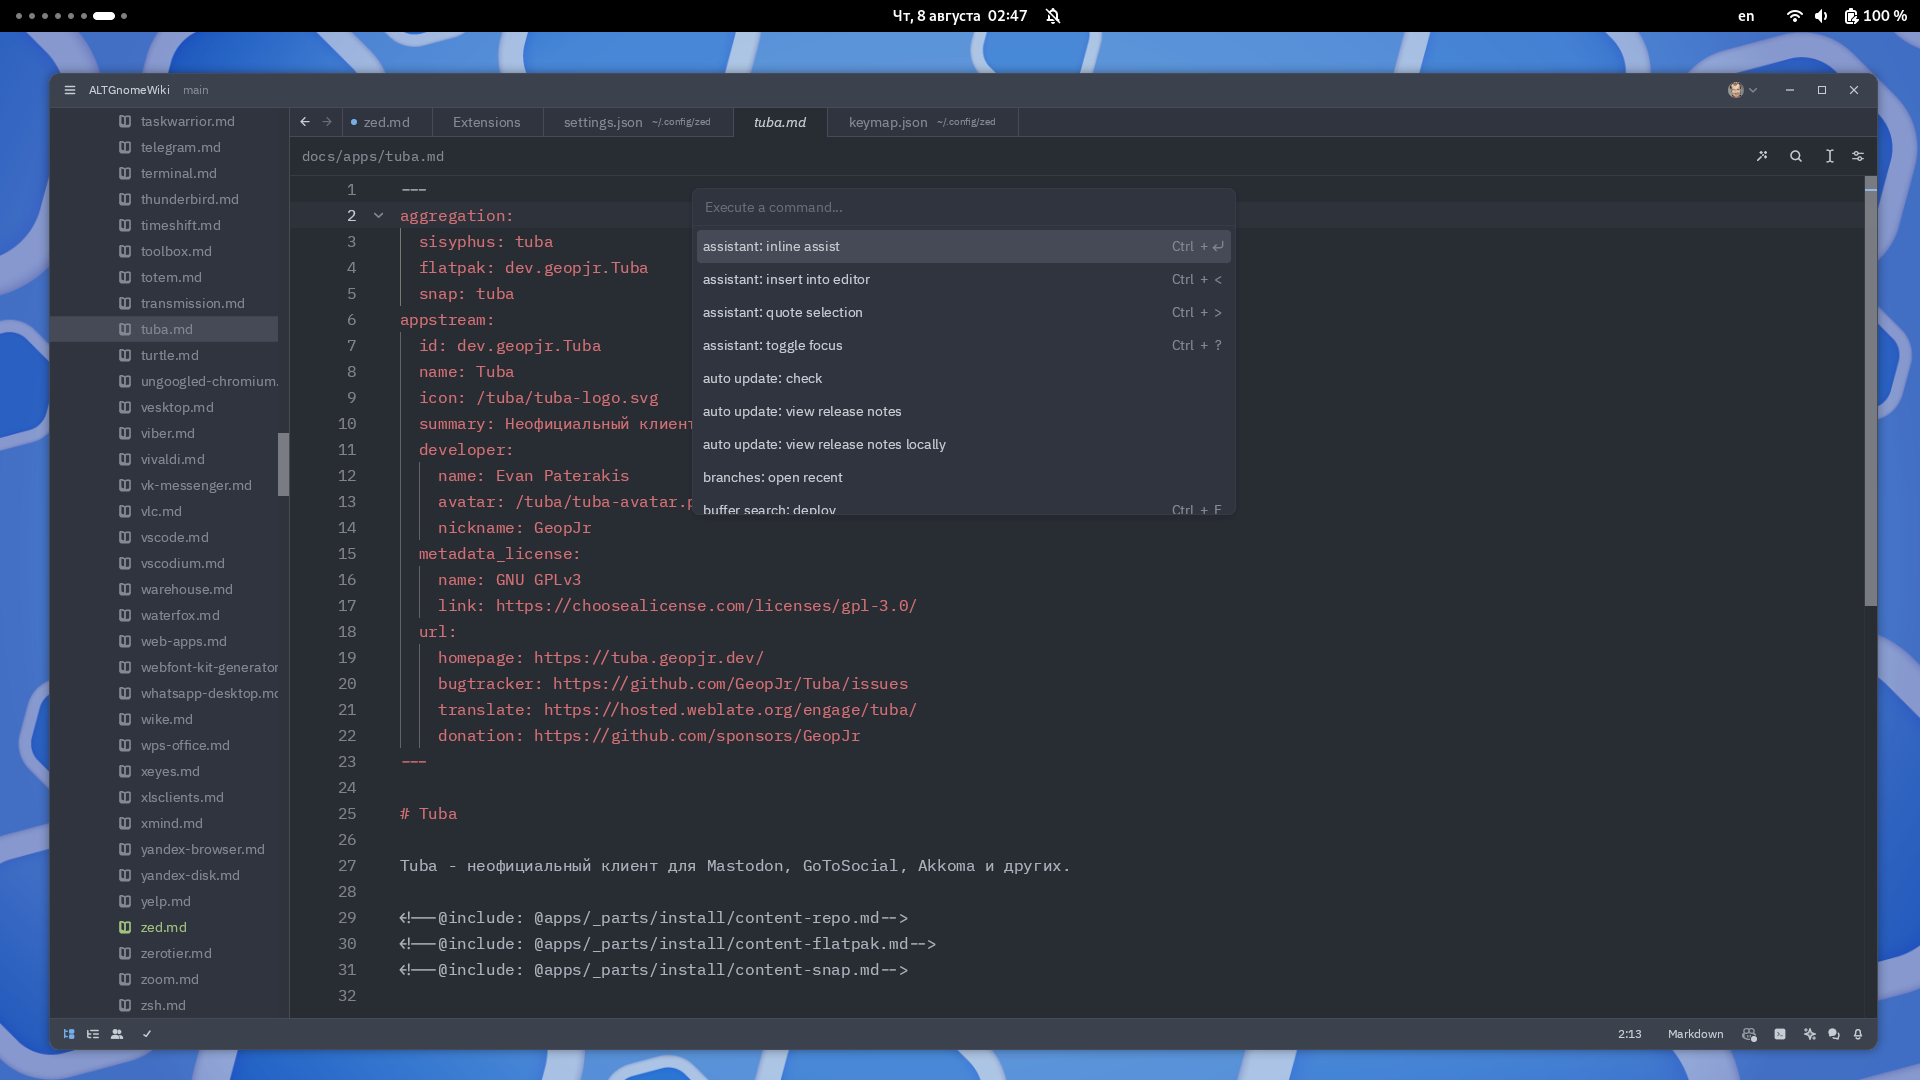 Чт, 8 августа 02:47
en
100 %
ALTGnomeWiki main
taskwarrior.md
telegram.md
terminal.md
thunderbird.md
timeshift.md
toolbox.md
totem.md
transmission.md
tuba.md
turtle.md
ungoogled-chromium.
vesktop.md
viber.md
vivaldi.md
vk-messenger.md
vlc.md
vscode.md
vscodium.md
warehouse.md
waterfox.md
web-apps.md
webfont-kit-generator
whatsapp-desktop.mc
wike.md
wps-office.md
xeyes.md
xlsclients.md
xmind.md
yandex-browser.md
yandex-disk.md
yelp.md
zed.md
zerotier.md
zoom.md
zsh.md
zed.md
Extensions
settings.json ~/.config/zed
tuba.md
keymap.json ~/.config/zed
docs/apps/tuba.md
1 ---
2 aggregation:
3 sisyphus: tuba
4 flatpak: dev.geopjr.Tuba
5 snap: tuba
6 appstream:
7 id: dev.geopjr.Tuba
8 name: Tuba
9 icon: /tuba/tuba-logo.svg
10 summary: Неофициальный клиент
11 developer:
12 name: Evan Paterakis
13 avatar: /tuba/tuba-avatar.p
14 nickname: GeopJr
15 metadata_license:
16 name: GNU GPLv3
17 link: https://choosealicense.com/licenses/gpl-3.0/
18 url:
19 homepage: https://tuba.geopjr.dev/
20 bugtracker: https://github.com/GeopJr/Tuba/issues
21 translate: https://hosted.weblate.org/engage/tuba/
22 donation: https://github.com/sponsors/GeopJr
23 ---
24
25 # Tuba
26
27 Tuba - неофициальный клиент для Mastodon, GoToSocial, Akkoma и других.
28
29 <!--@include: @apps/_parts/install/content-repo.md-->
30 <!--@include: @apps/_parts/install/content-flatpak.md-->
31 <!--@include: @apps/_parts/install/content-snap.md-->
32
Execute a command...
assistant: inline assist Ctrl + ↵
assistant: insert into editor Ctrl + <
assistant: quote selection Ctrl + >
assistant: toggle focus Ctrl + ?
auto update: check
auto update: view release notes
auto update: view release notes locally
branches: open recent
buffer search: deploy Ctrl + F
2:13
Markdown